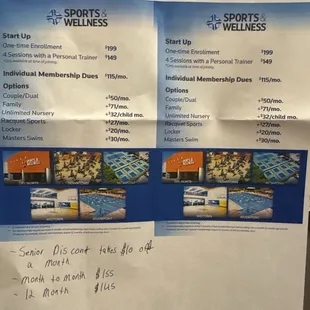 SPORTS & WELLNESS
Start Up
One-time Enrollment $199
4 Sessions with a Personal Trainer $149
Individual Membership Dues $115/mo.
Options
Couple/Dual +$50/mo.
Family +$71/mo.
Unlimited Nursery +$32/child mo.
Racquet Sports +$27/mo.
Locker +$20/mo.
Masters Swim +$30/mo.
SPORTS & WELLNESS
Start Up
One-time Enrollment $199
4 Sessions with a Personal Trainer $149
Individual Membership Dues $115/mo.
Options
Couple/Dual +$50/mo.
Family +$71/mo.
Unlimited Nursery +$32/child mo.
Racquet Sports +$27/mo.
Locker +$20/mo.
Masters Swim +$30/mo.
- Senior Discont takes $10 off
a month
- month to month $155
- 12 Month $145